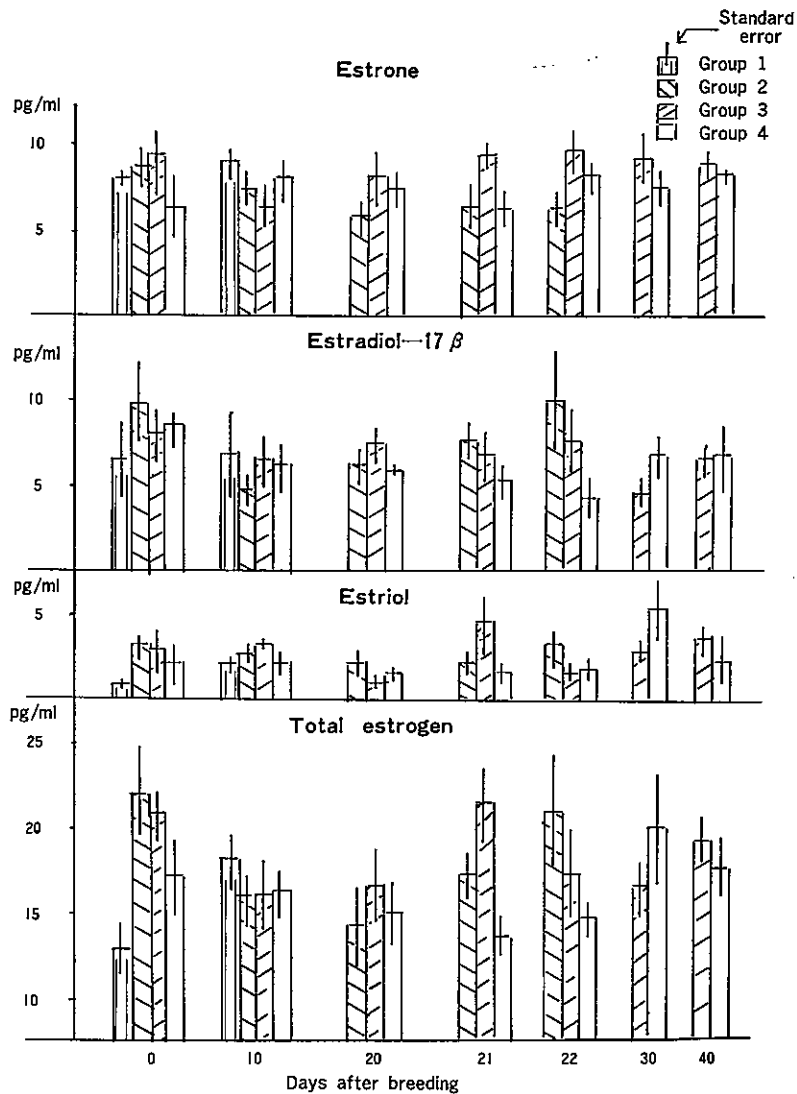 Standard
error
Group 1
Group 2
Group 3
Group 4
Estrone
pg/ml
10
5
Estradiol—17 β
pg/ml
10
5
Estriol
pg/ml
5
Total estrogen
pg/ml
25
20
15
10
0 10 20 21 22 30 40
Days after breeding